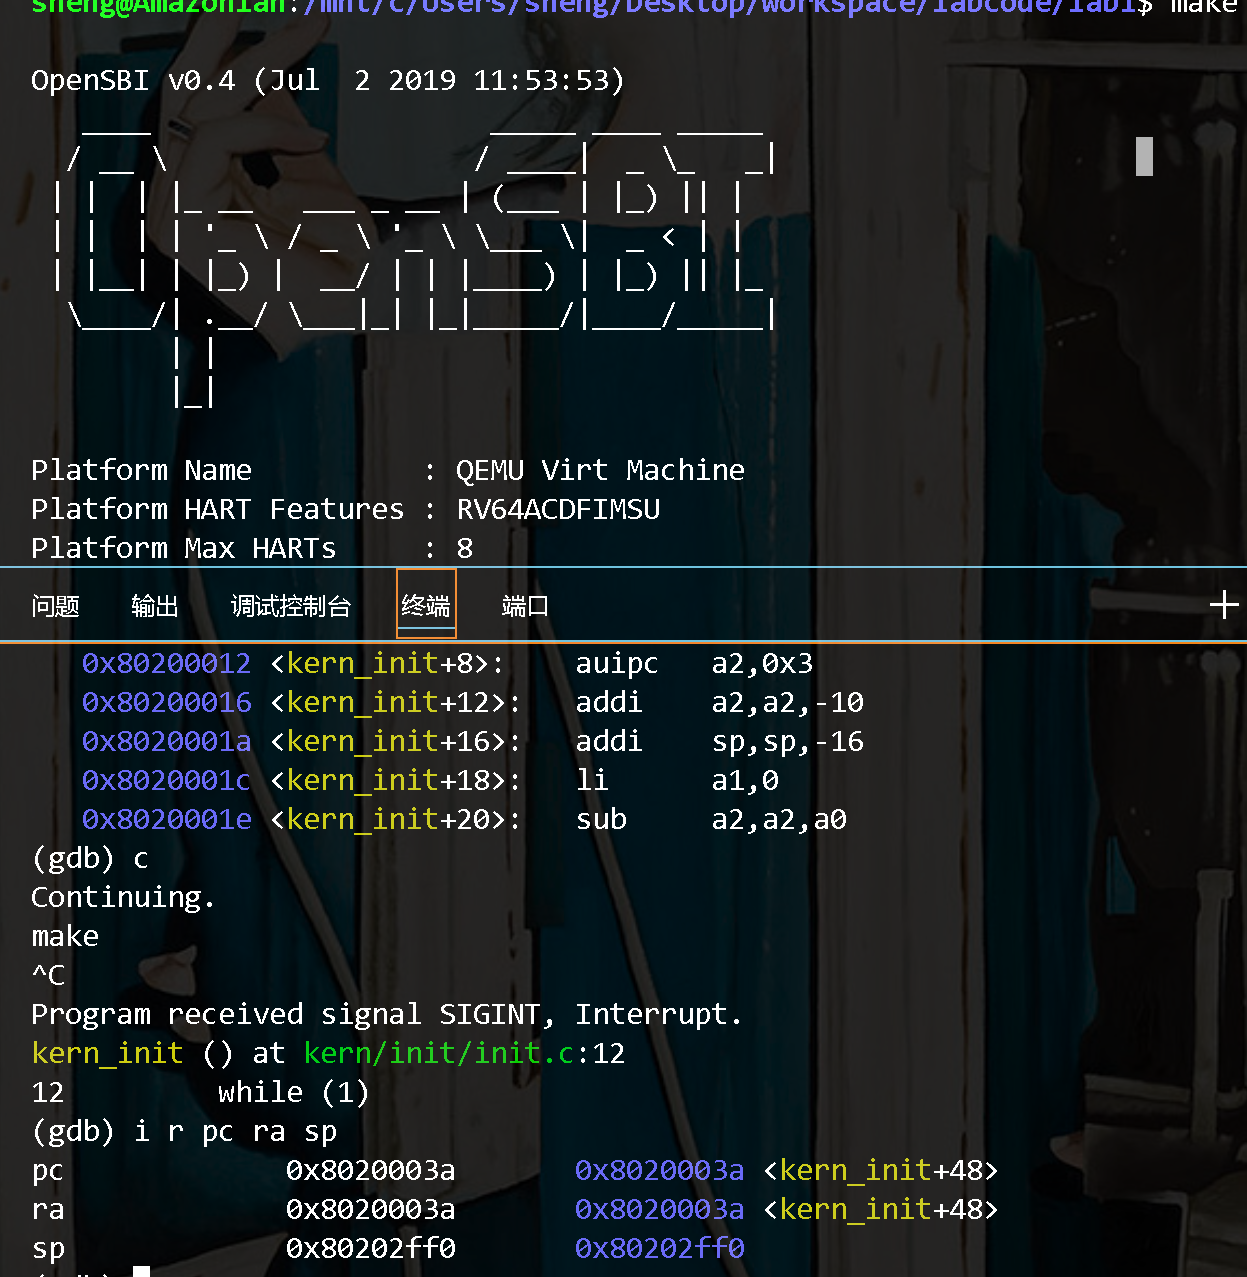 sheng@Amazonian:/mnt/c/Users/sheng/Desktop/workspace/labcode/lab1$ make
OpenSBI v0.4 (Jul  2 2019 11:53:53)
   ____                    _____ ____ _____
  / __ \                  / ____|  _ \_   _|
 | |  | |_ __   ___ _ __ | (___ | |_) || |
 | |  | | '_ \ / _ \ '_ \ \___ \|  _ < | |
 | |__| | |_) |  __/ | | |____) | |_) || |_
  \____/| .__/ \___|_| |_|_____/|____/_____|
        | |
        |_|
Platform Name          : QEMU Virt Machine
Platform HART Features : RV64ACDFIMSU
Platform Max HARTs     : 8
问题 输出 调试控制台 终端 端口
   0x80200012 <kern_init+8>:    auipc   a2,0x3
   0x80200016 <kern_init+12>:   addi    a2,a2,-10
   0x8020001a <kern_init+16>:   addi    sp,sp,-16
   0x8020001c <kern_init+18>:   li      a1,0
   0x8020001e <kern_init+20>:   sub     a2,a2,a0
(gdb) c
Continuing.
make
^C
Program received signal SIGINT, Interrupt.
kern_init () at kern/init/init.c:12
12         while (1)
(gdb) i r pc ra sp
pc             0x8020003a       0x8020003a <kern_init+48>
ra             0x8020003a       0x8020003a <kern_init+48>
sp             0x80202ff0       0x80202ff0
(gdb)